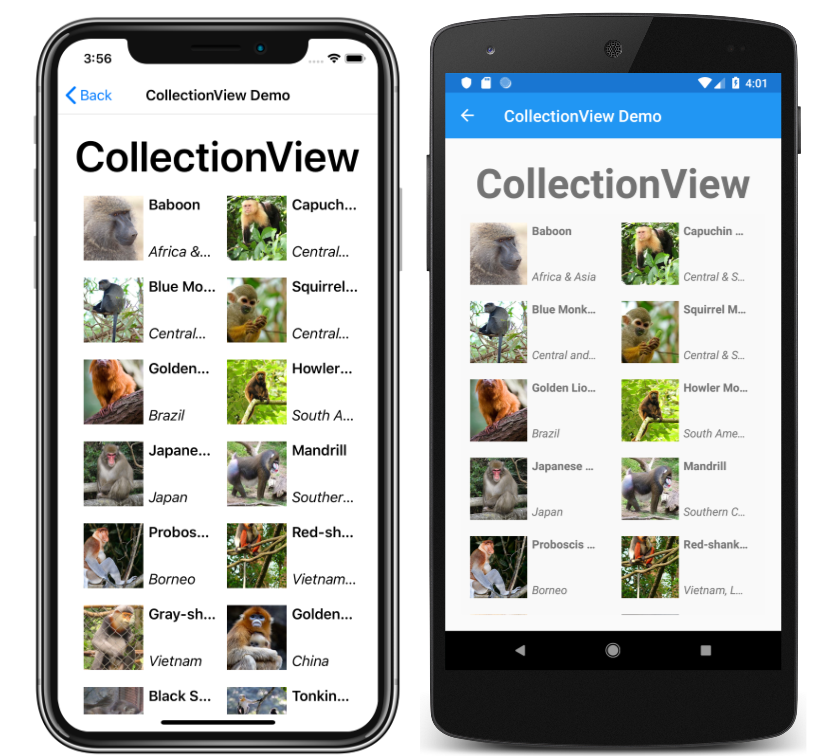 3:56
Back CollectionView Demo
CollectionView
Baboon Capuch...
Africa &... Central...
Blue Mo... Squirrel...
Central... Central...
Golden... Howler...
Brazil South A...
Japane... Mandrill
Japan Souther...
Probos... Red-sh...
Borneo Vietnam...
Gray-sh... Golden...
Vietnam China
Black S... Tonkin...
4:01
CollectionView Demo
CollectionView
Baboon Capuchin ...
Africa & Asia Central & S...
Blue Monk... Squirrel M...
Central and... Central & S...
Golden Lio... Howler Mo...
Brazil South Ame...
Japanese ... Mandrill
Japan Southern C...
Proboscis ... Red-shank...
Borneo Vietnam, L...